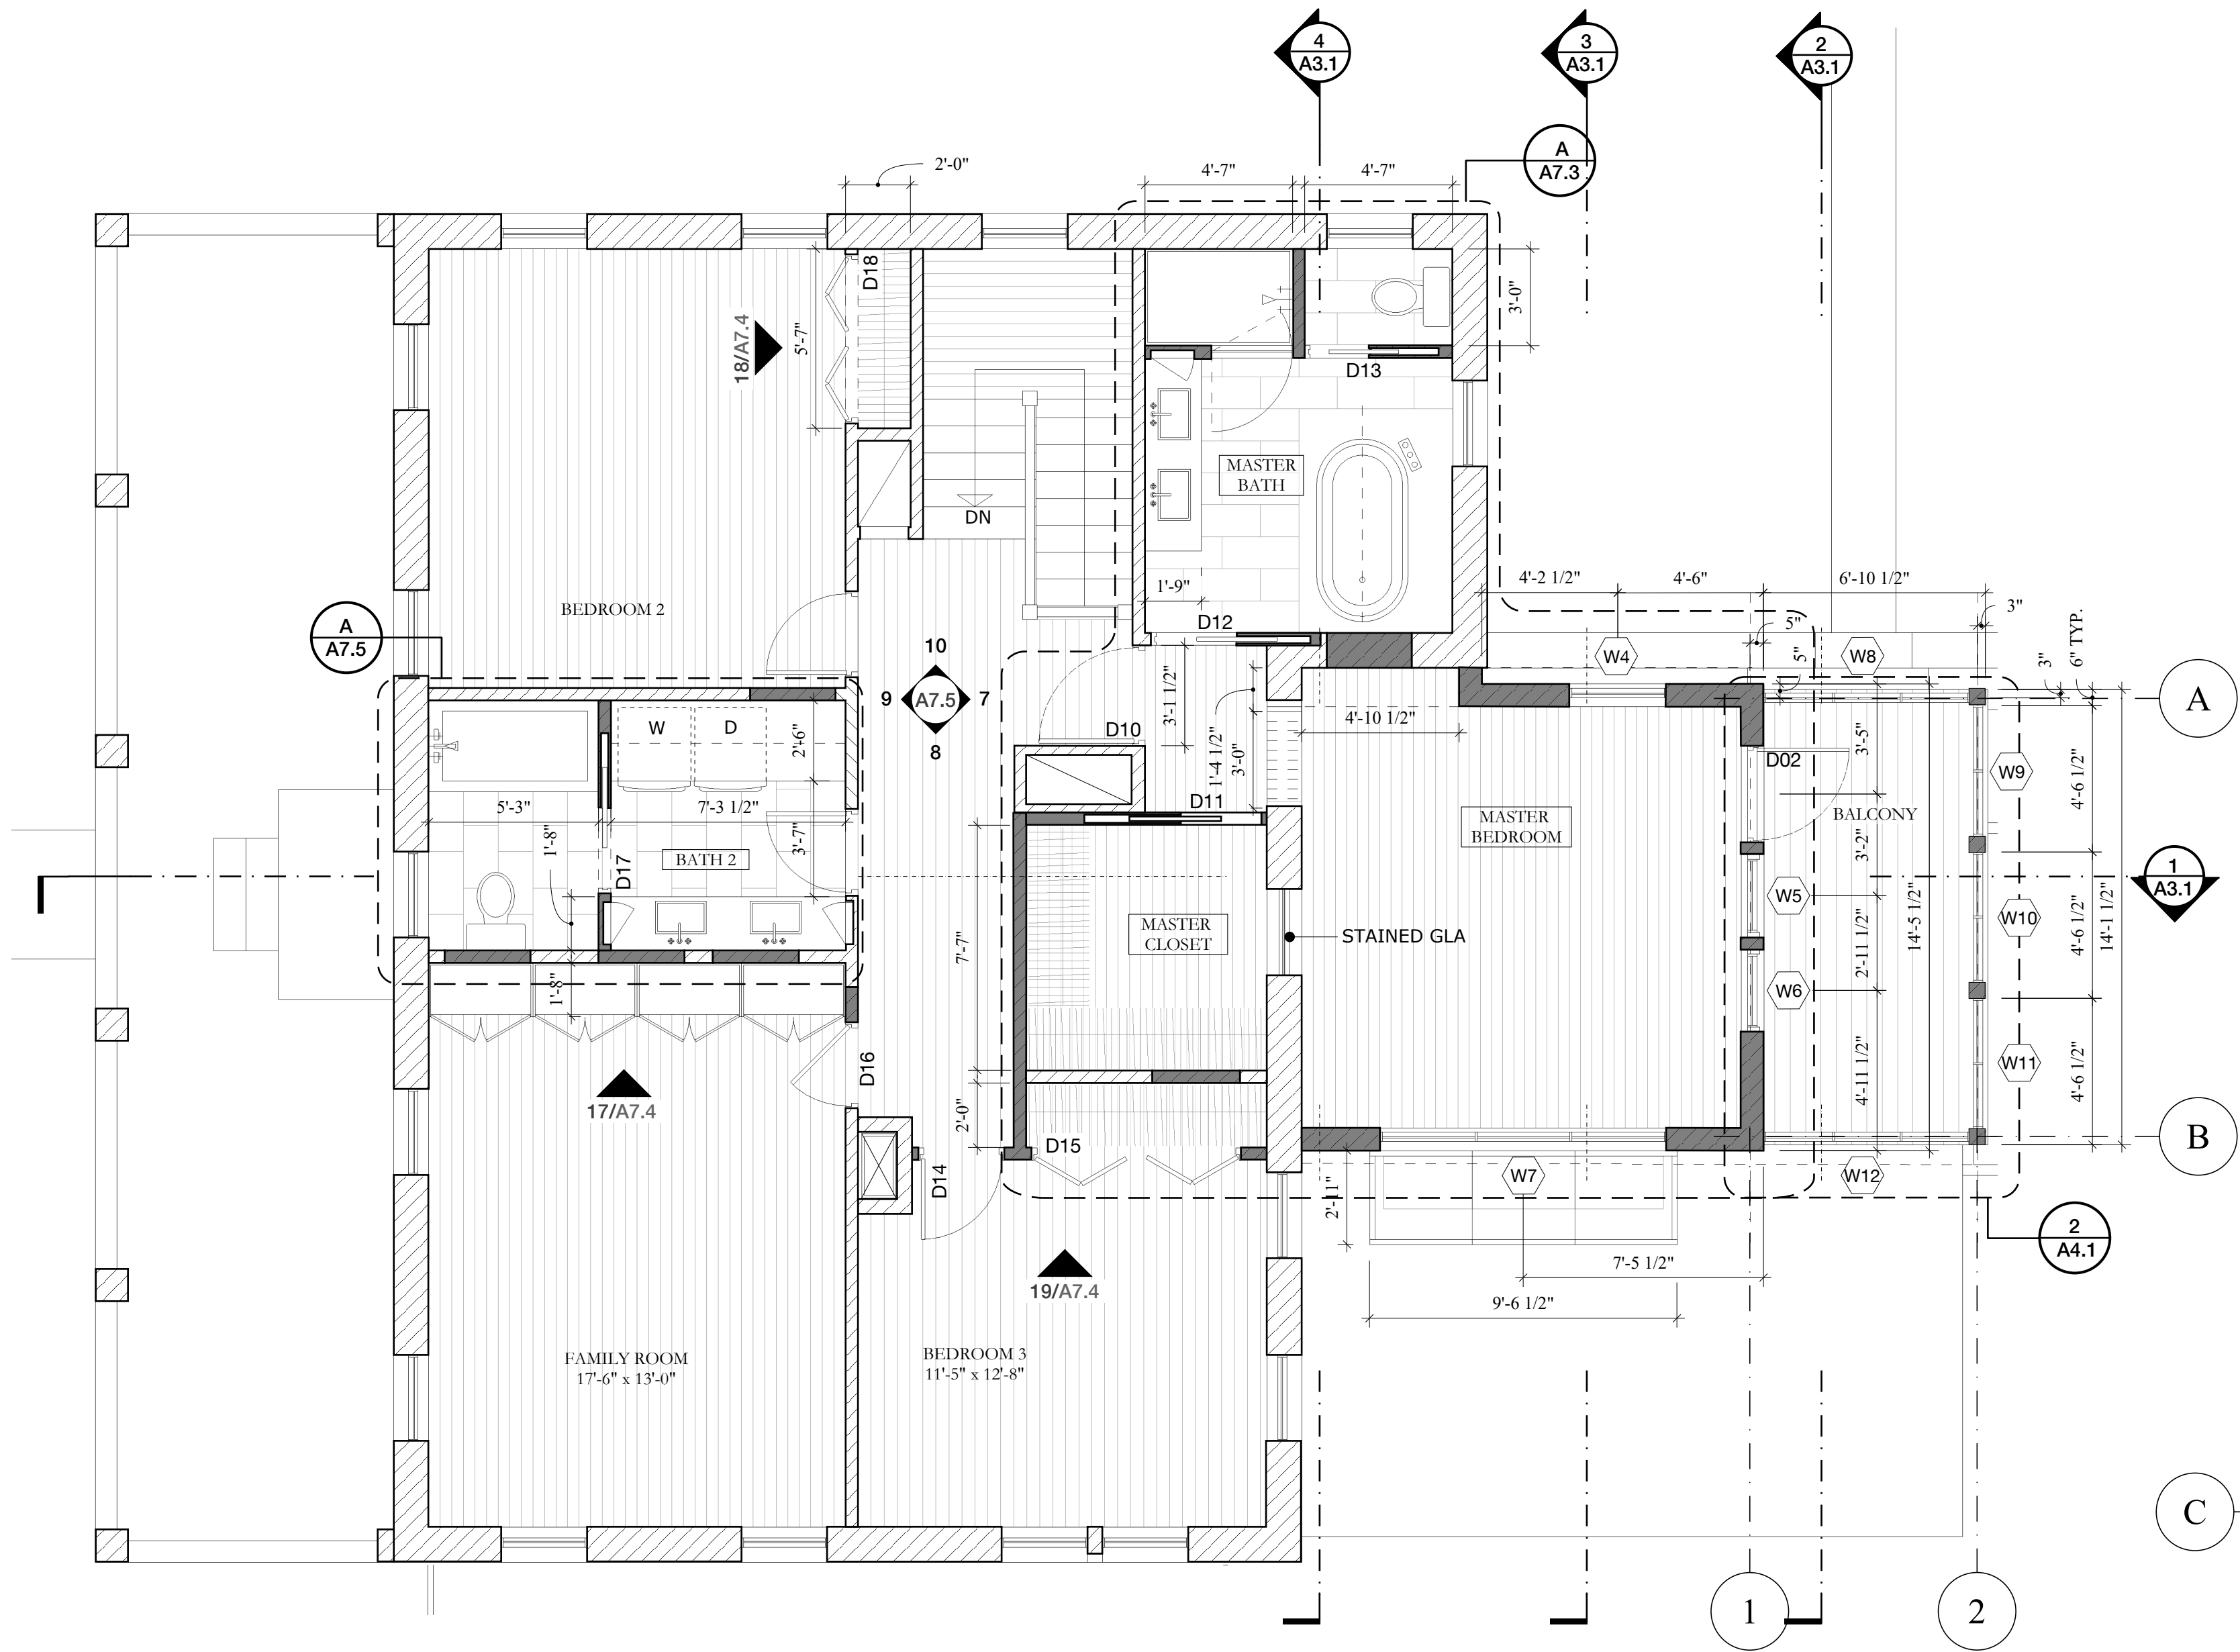 4
A3.1
3
A3.1
2
A3.1
A
A7.3
2'-0"
4'-7"
4'-7"
D18
18/A7.4
5'-7"
3'-0"
D13
MASTER
BATH
DN
1'-9"
D12
4'-2 1/2"
4'-6"
6'-10 1/2"
3"
5"
5"
3"
6" TYP.
BEDROOM 2
A
A7.5
10
9
A7.5
7
8
W4
W8
A
W
D
2'-6"
D10
3'-1 1/2"
1'-4 1/2"
3'-0"
4'-10 1/2"
D02
3'-5"
W9
4'-6 1/2"
5'-3"
7'-3 1/2"
D11
MASTER
BEDROOM
BALCONY
1'-8"
3'-7"
BATH 2
D17
3'-2"
1
A3.1
W5
W10
MASTER
CLOSET
STAINED GLA
7'-7"
2'-11 1/2"
14'-5 1/2"
4'-6 1/2"
14'-11 1/2"
1'-8"
W6
D16
W11
4'-11 1/2"
4'-6 1/2"
17/A7.4
2'-0"
D15
B
D14
W7
W12
2'-11"
2
A4.1
7'-5 1/2"
19/A7.4
9'-6 1/2"
FAMILY ROOM
17'-6" x 13'-0"
BEDROOM 3
11'-5" x 12'-8"
C
1
2